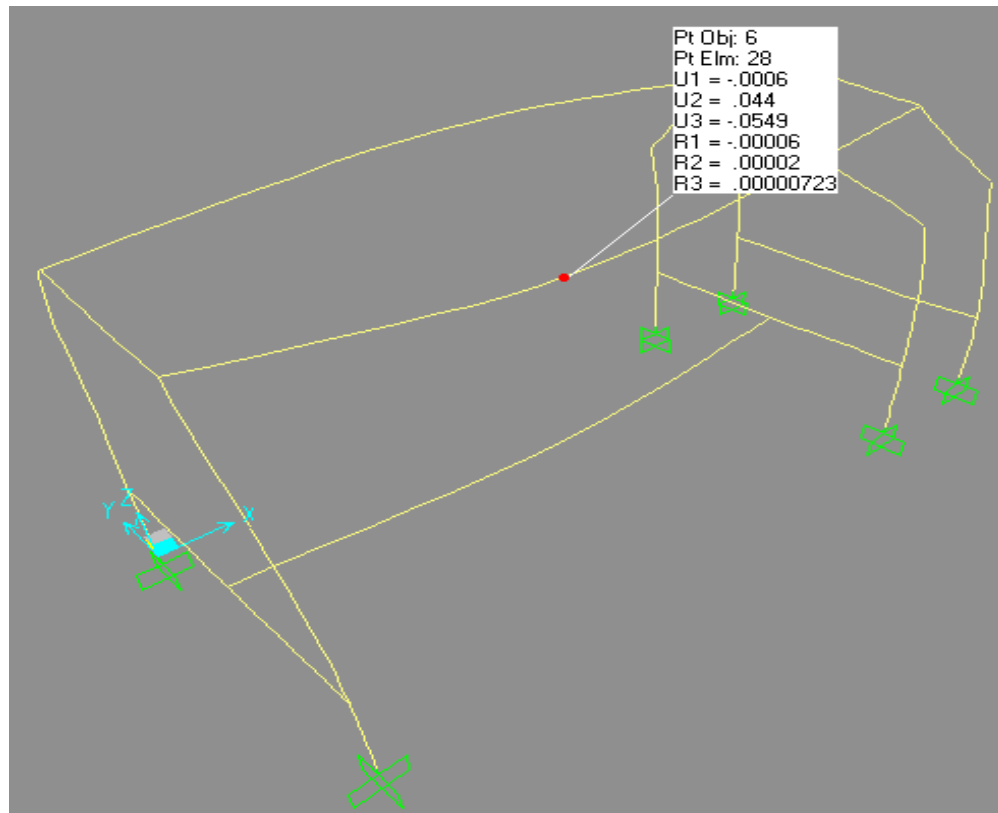 Pt Obj: 6
Pt Elm: 28
U1 = -.0006
U2 = .044
U3 = -.0549
R1 = -.00006
R2 = .00002
R3 = .00000723
Z
Y
X